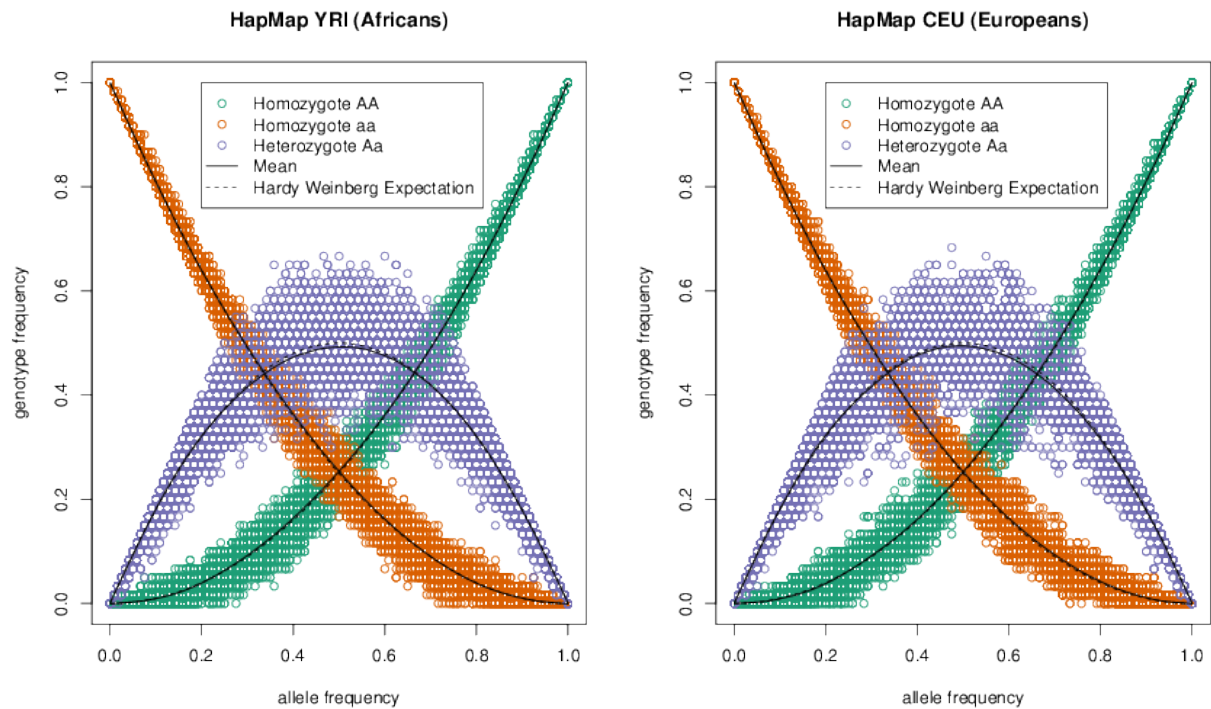 HapMap YRI (Africans)
genotype frequency
1.0
0.8
0.6
0.4
0.2
0.0
Homozygote AA
Homozygote aa
Heterozygote Aa
Mean
Hardy Weinberg Expectation
0.0 0.2 0.4 0.6 0.8 1.0
allele frequency
HapMap CEU (Europeans)
genotype frequency
1.0
0.8
0.6
0.4
0.2
0.0
Homozygote AA
Homozygote aa
Heterozygote Aa
Mean
Hardy Weinberg Expectation
0.0 0.2 0.4 0.6 0.8 1.0
allele frequency